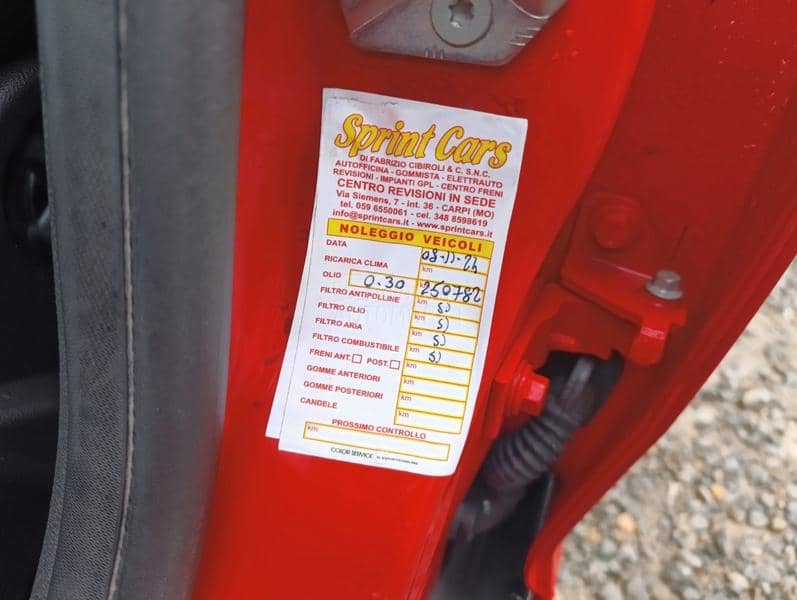 Sprint Cars
DI FABRIZIO CIBIROLI & C. S.N.C.
AUTOFFICINA - GOMMISTA - ELETTRAUTO
REVISIONI - IMPIANTI GPL - CENTRO FRENI
CENTRO REVISIONI IN SEDE
Via Siemens, 7 - int. 36 - CARPI (MO)
tel. 059 6550061 - cel. 348 8598619
info@sprintcars.it - www.sprintcars.it
NOLEGGIO VEICOLI
DATA 08-11-24
RICARICA CLIMA km
OLIO 0.30 km 250782
FILTRO ANTIPOLLINE km SI
FILTRO OLIO km SI
FILTRO ARIA km SI
FILTRO COMBUSTIBILE km SI
FRENI ANT. POST. km
GOMME ANTERIORI km
GOMME POSTERIORI km
CANDELE km
PROSSIMO CONTROLLO
km
COLOR SERVICE